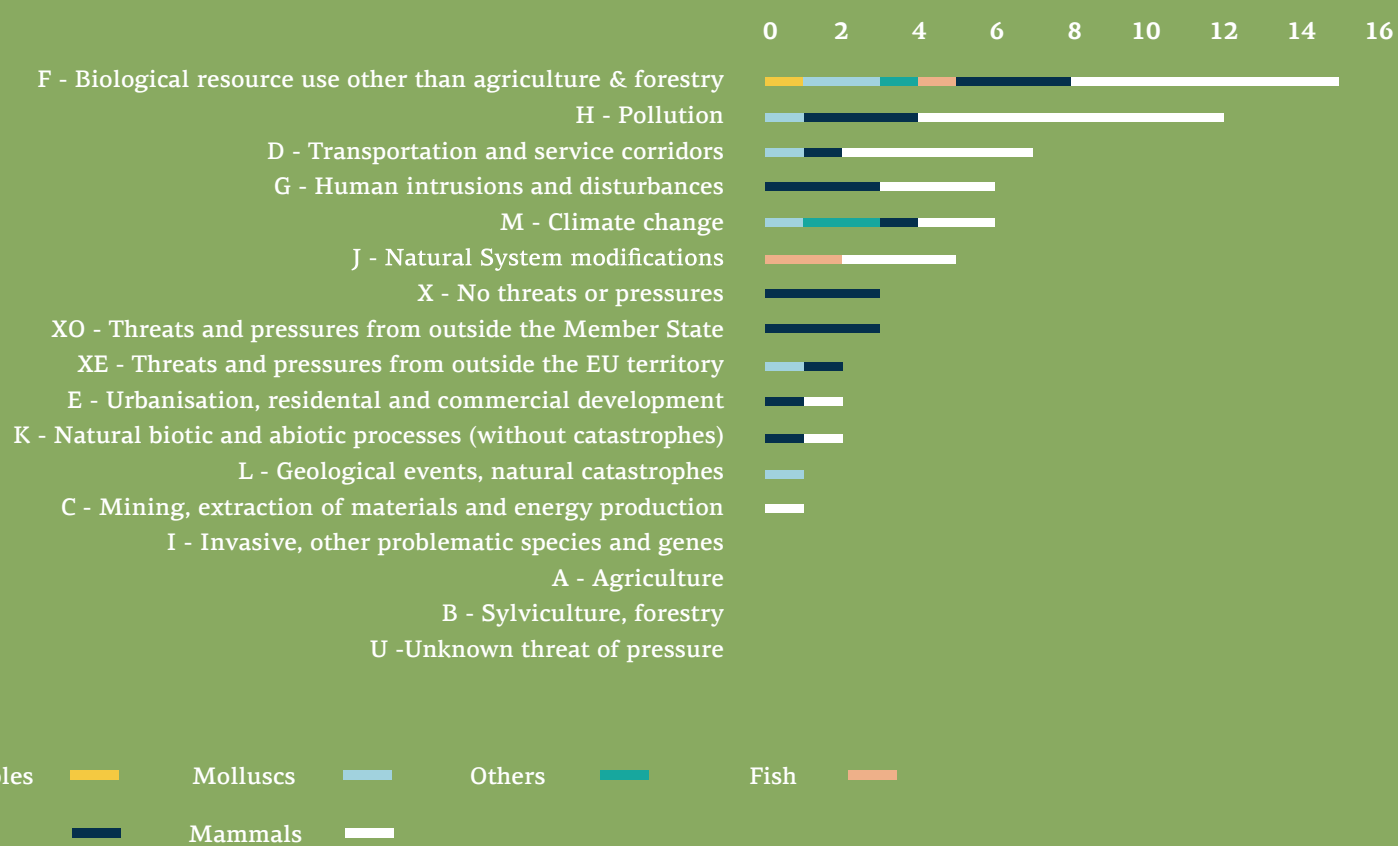 0 2 4 6 8 10 12 14 16
F - Biological resource use other than agriculture & forestry
H - Pollution
D - Transportation and service corridors
G - Human intrusions and disturbances
M - Climate change
J - Natural System modifications
X - No threats or pressures
XO - Threats and pressures from outside the Member State
XE - Threats and pressures from outside the EU territory
E - Urbanisation, residental and commercial development
K - Natural biotic and abiotic processes (without catastrophes)
L - Geological events, natural catastrophes
C - Mining, extraction of materials and energy production
I - Invasive, other problematic species and genes
A - Agriculture
B - Sylviculture, forestry
U -Unknown threat of pressure
Molluscs Others Fish
Mammals